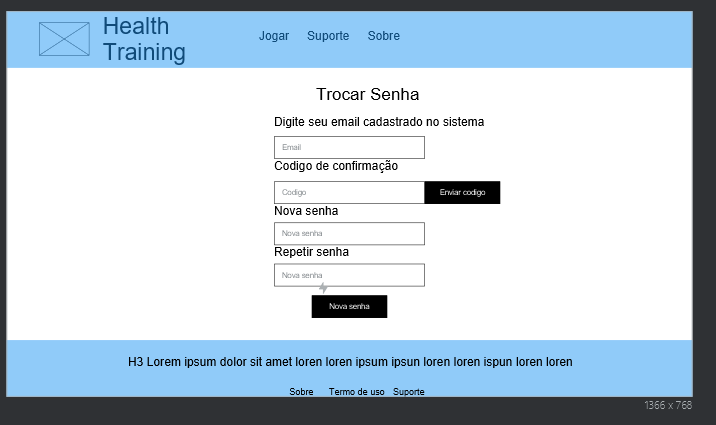 Health
Training
Jogar Suporte Sobre
Trocar Senha
Digite seu email cadastrado no sistema
Email
Codigo de confirmação
Codigo Enviar codigo
Nova senha
Nova senha
Repetir senha
Nova senha
Nova senha
H3 Lorem ipsum dolor sit amet loren loren ipsum ipsun loren loren ispun loren loren
Sobre Termo de uso Suporte
1366 x 768